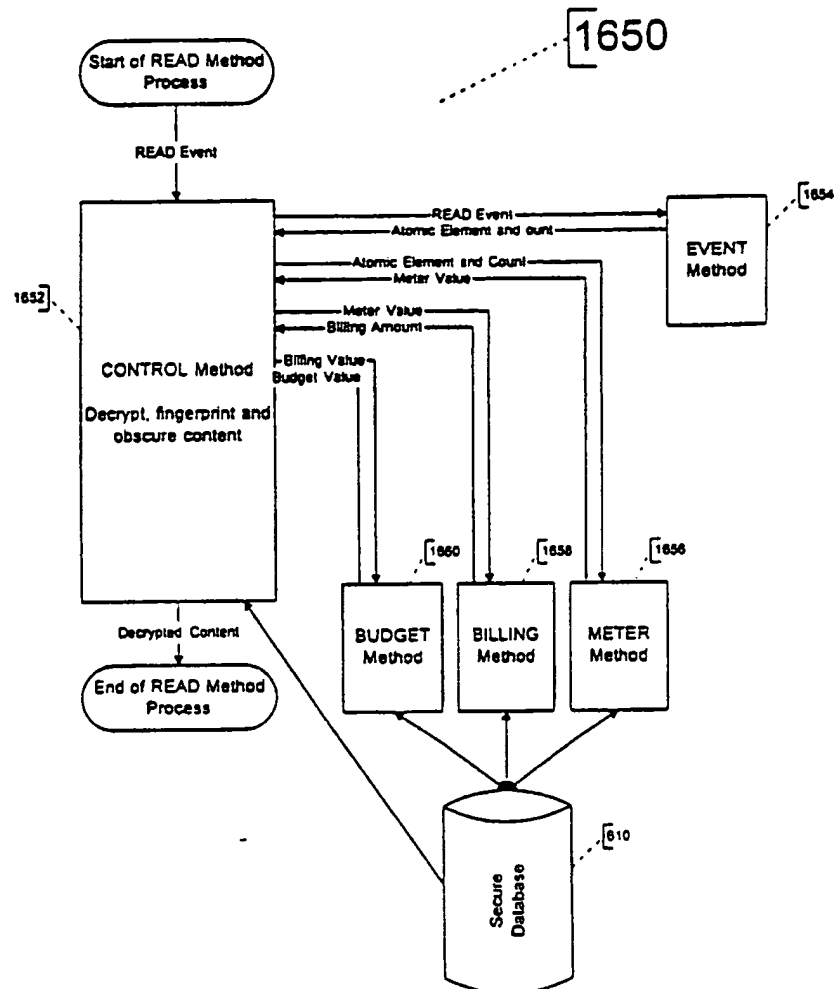 1650
Start of READ Method
Process
READ Event
1654
READ Event
Atomic Element and ount
EVENT
Method
Atomic Element and Count
Meter Value
1652
Meter Value
Billing Amount
CONTROL Method
Billing Value
Budget Value
Decrypt, fingerprint and
obscure content
1660
1658
1656
BUDGET
Method
BILLING
Method
METER
Method
Decrypted Content
End of READ Method
Process
610
Secure
Database